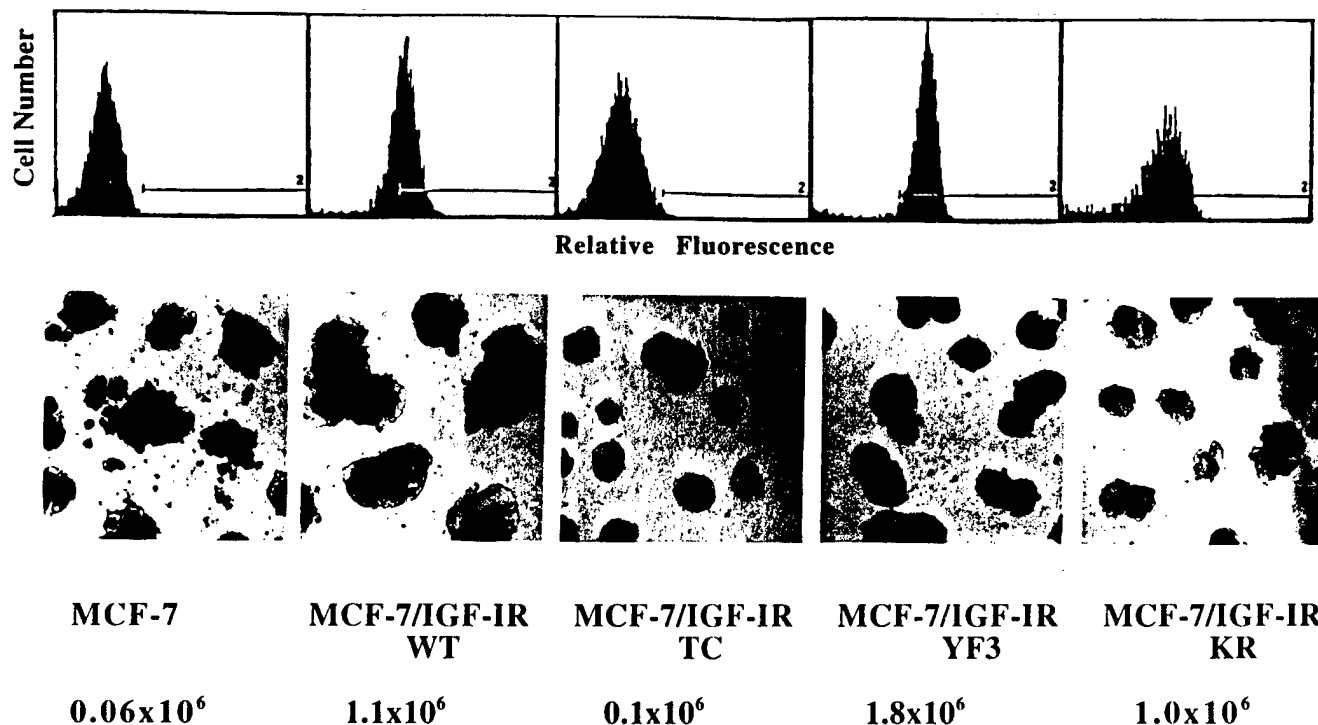 Cell Number
2 2 2 2 2
Relative Fluorescence
MCF-7 MCF-7/IGF-IR MCF-7/IGF-IR MCF-7/IGF-IR MCF-7/IGF-IR
WT TC YF3 KR
0.06x10⁶ 1.1x10⁶ 0.1x10⁶ 1.8x10⁶ 1.0x10⁶